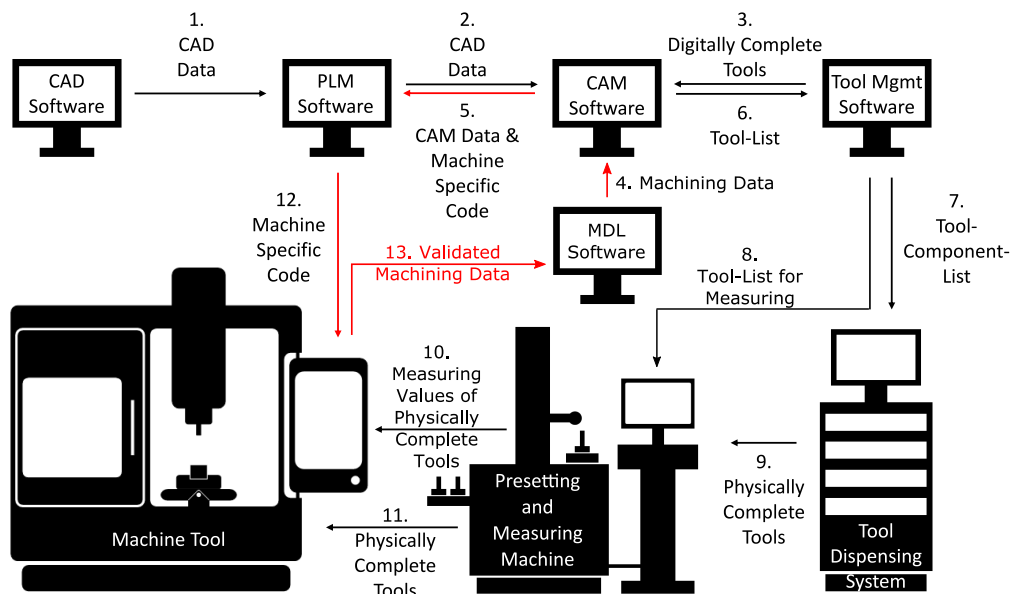 1.
CAD
Data
2.
CAD
Data
3.
Digitally Complete
Tools
CAD
Software
PLM
Software
CAM
Software
Tool Mgmt
Software
5.
CAM Data &
Machine
Specific
Code
6.
Tool-List
4. Machining Data
12.
Machine
Specific
Code
13. Validated
Machining Data
MDL
Software
7.
Tool-
Component-
List
8.
Tool-List for
Measuring
10.
Measuring
Values of
Physically
Complete
Tools
9.
Physically
Complete
Tools
Presetting
and
Measuring
Machine
Machine Tool
11.
Physically
Complete
Tools
Tool
Dispensing
System